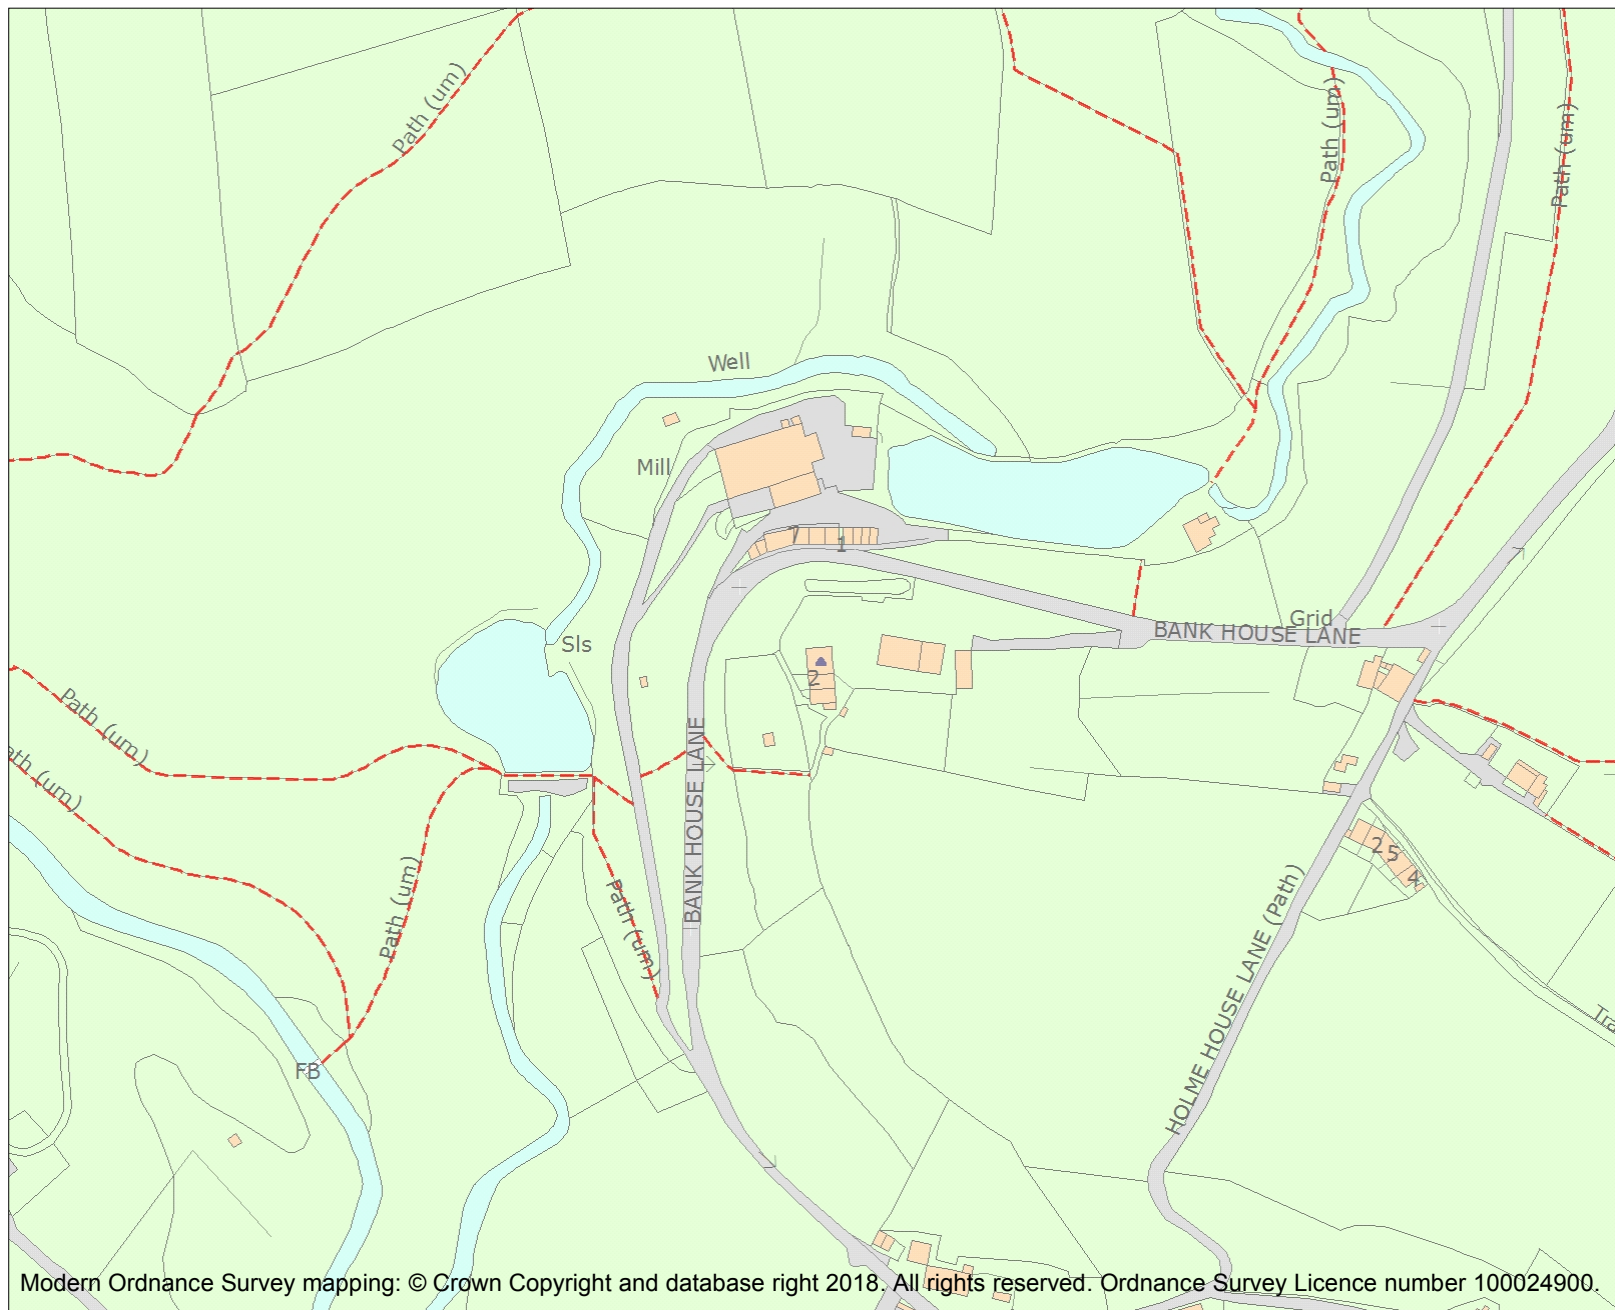 Path (um)
Path (um)
Path (um)
Well
Mill
7
1
Sls
Grid
BANK HOUSE LANE
2
Path (um)
ath (um)
BANK HOUSE LANE
Path (um)
Path (um)
2
5
4
HOLME HOUSE LANE (Path)
Tra
FB
Modern Ordnance Survey mapping: © Crown Copyright and database right 2018. All rights reserved. Ordnance Survey Licence number 100024900.